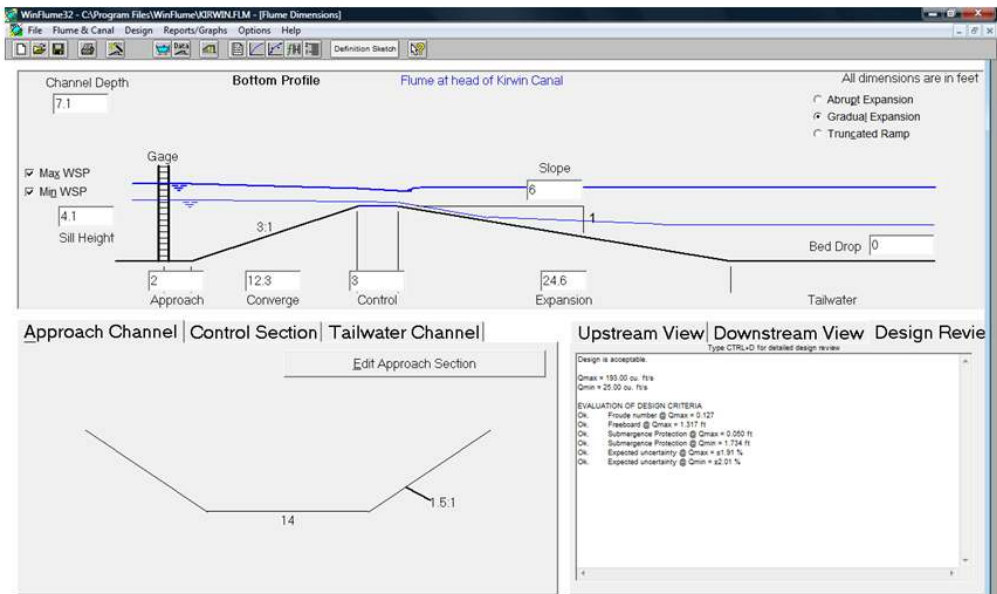 WinFlume32 - C:\Program Files\WinFlume\KIRWIN.FLM - [Flume Dimensions]
File Flume & Canal Design Reports/Graphs Options Help
Data Definition Sketch
Channel Depth
7.1
Bottom Profile
Flume at head of Kirwin Canal
All dimensions are in feet
Abrupt Expansion
Gradual Expansion
Truncated Ramp
Gage
Max WSP
Min WSP
4.1
Sill Height
Slope
6
1
3:1
Bed Drop 0
2 12.3 3 24.6
Approach Converge Control Expansion Tailwater
Approach Channel Control Section Tailwater Channel
Edit Approach Section
1.5:1
14
Upstream View Downstream View Design Revie
Type CTRL+D for detailed design review
Design is acceptable.
Qmax = 193.00 cu. ft/s
Qmin = 25.00 cu. ft/s
EVALUATION OF DESIGN CRITERIA
Ok. Froude number @ Qmax = 0.127
Ok. Freeboard @ Qmax = 1.317 ft
Ok. Submergence Protection @ Qmax = 0.050 ft
Ok. Submergence Protection @ Qmin = 1.734 ft
Ok. Expected uncertainty @ Qmax = ±1.91 %
Ok. Expected uncertainty @ Qmin = ±2.01 %